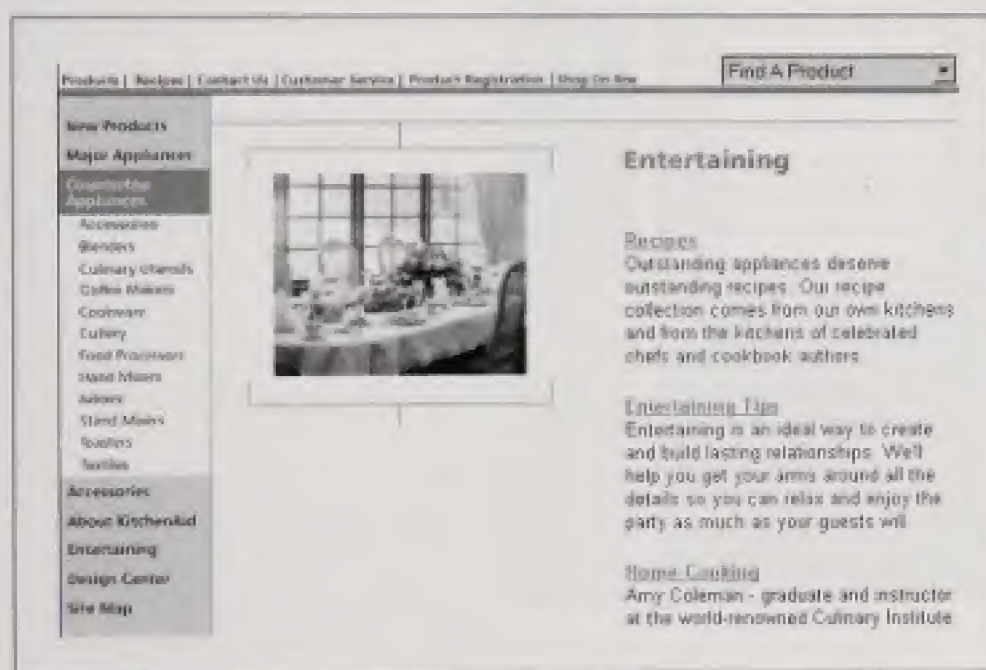 Products | Recipes | Contact Us | Customer Service | Product Registration | Shop On-line
Find A Product
New Products
Major Appliances
Countertop
Appliances
Accessories
Blenders
Culinary Utensils
Coffee Makers
Cookware
Cutlery
Food Processors
Hand Mixers
Juicers
Stand Mixers
Toasters
Textiles
Accessories
About KitchenAid
Entertaining
Design Center
Site Map
Entertaining
Recipes
Outstanding appliances deserve
outstanding recipes. Our recipe
collection comes from our own kitchens
and from the kitchens of celebrated
chefs and cookbook authors.
Entertaining Tips
Entertaining is an ideal way to create
and build lasting relationships. We'll
help you get your arms around all the
details so you can relax and enjoy the
party as much as your guests will.
Home Cooking
Amy Coleman - graduate and instructor
at the world-renowned Culinary Institute